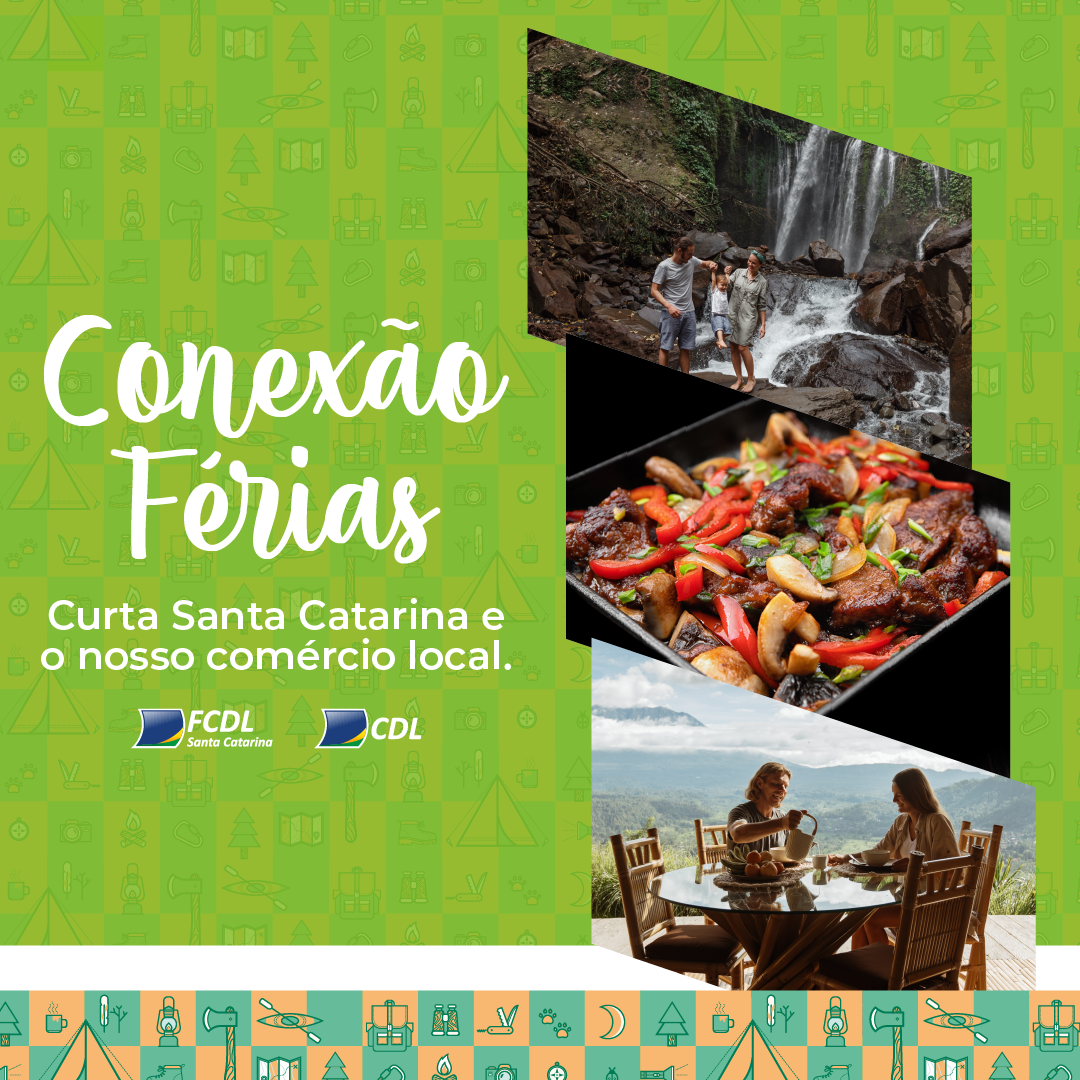 Conexão
Férias
Curta Santa Catarina e
o nosso comércio local.
FCDL
Santa Catarina
CDL